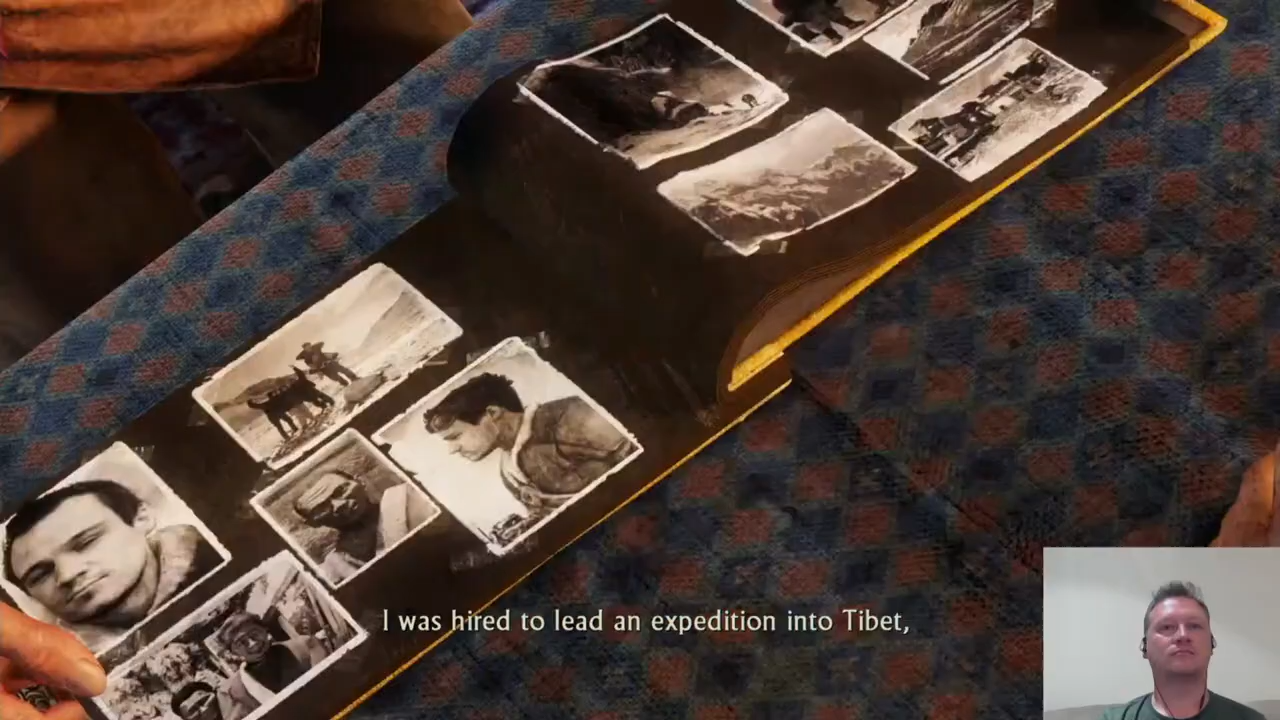 I was hired to lead an expedition into Tibet,